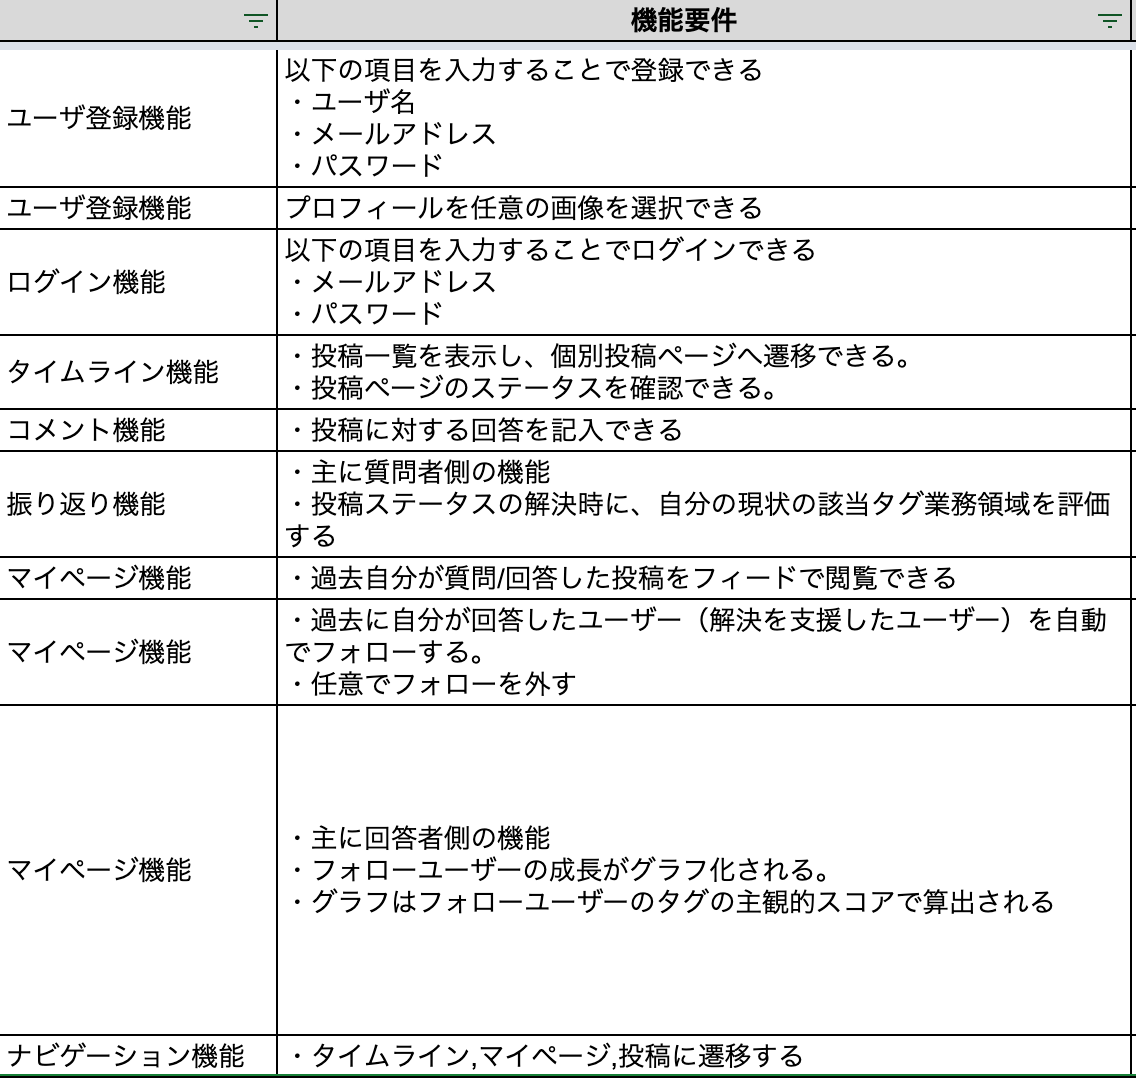 機能要件
ユーザ登録機能
以下の項目を入力することで登録できる
・ユーザ名
・メールアドレス
・パスワード
ユーザ登録機能
プロフィールを任意の画像を選択できる
ログイン機能
以下の項目を入力することでログインできる
・メールアドレス
・パスワード
タイムライン機能
・投稿一覧を表示し、個別投稿ページへ遷移できる。
・投稿ページのステータスを確認できる。
コメント機能
・投稿に対する回答を記入できる
振り返り機能
・主に質問者側の機能
・投稿ステータスの解決時に、自分の現状の該当タグ業務領域を評価
する
マイページ機能
・過去自分が質問/回答した投稿をフィードで閲覧できる
マイページ機能
・過去に自分が回答したユーザー（解決を支援したユーザー）を自動
でフォローする。
・任意でフォローを外す
マイページ機能
・主に回答者側の機能
・フォローユーザーの成長がグラフ化される。
・グラフはフォローユーザーのタグの主観的スコアで算出される
ナビゲーション機能
・タイムライン,マイページ,投稿に遷移する